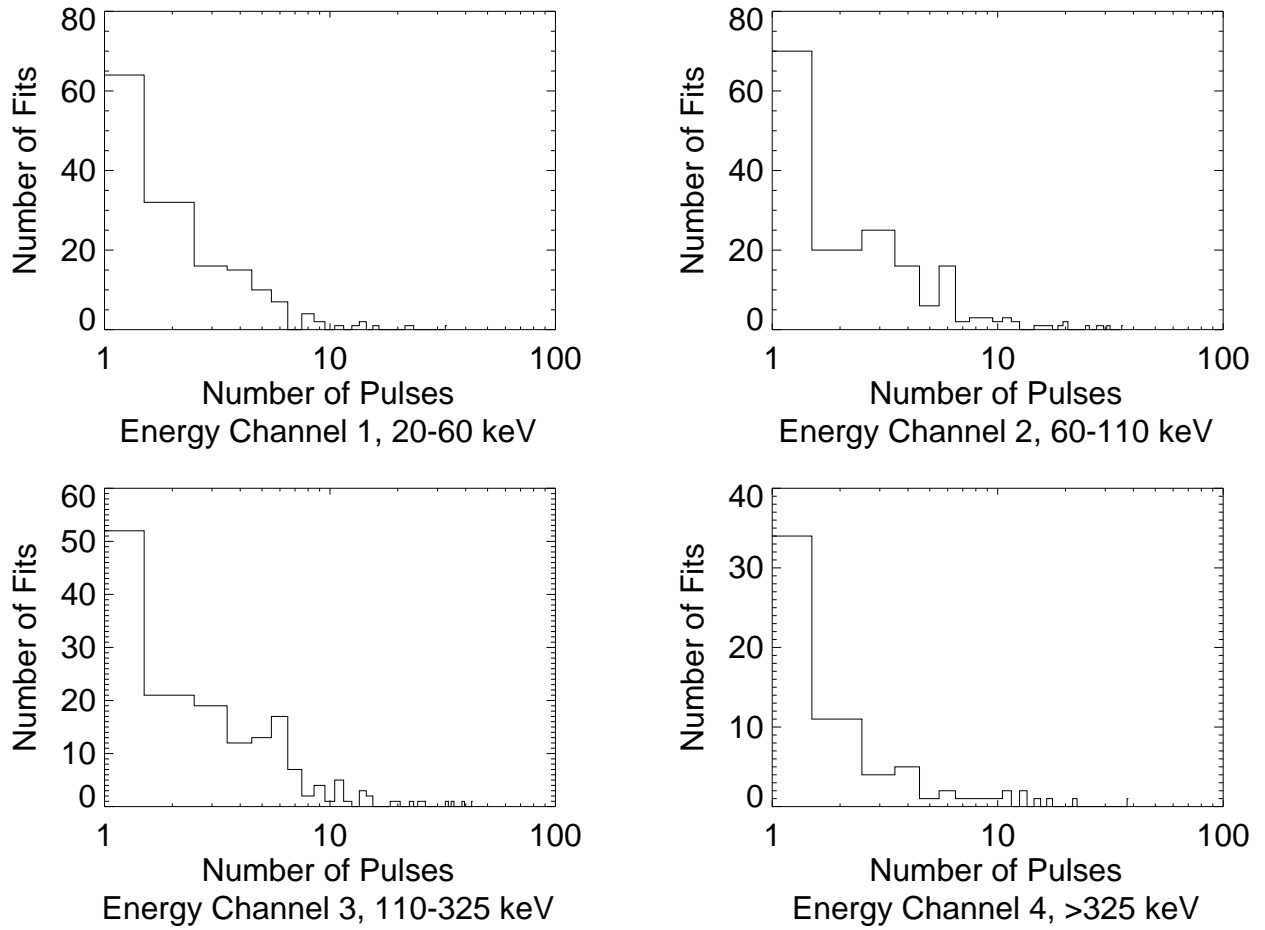 80
60
40
20
0
Number of Fits
1 10 100
Number of Pulses
Energy Channel 1, 20-60 keV
80
60
40
20
0
Number of Fits
1 10 100
Number of Pulses
Energy Channel 2, 60-110 keV
60
50
40
30
20
10
0
Number of Fits
1 10 100
Number of Pulses
Energy Channel 3, 110-325 keV
40
30
20
10
0
Number of Fits
1 10 100
Number of Pulses
Energy Channel 4, >325 keV